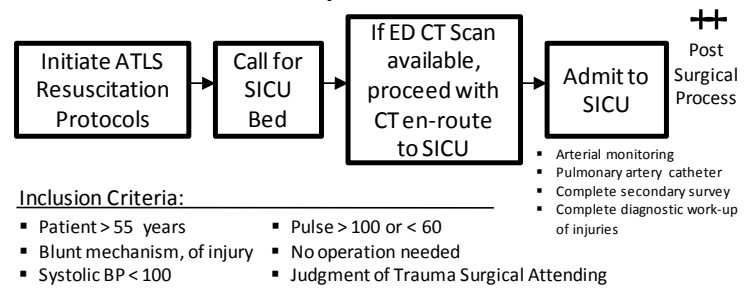 Initiate ATLS
Resuscitation
Protocols
Call for
SICU
Bed
If ED CT Scan
available,
proceed with
CT en-route
to SICU
Admit to
SICU
Post
Surgical
Process
▪ Arterial monitoring
▪ Pulmonary artery catheter
▪ Complete secondary survey
▪ Complete diagnostic work-up
of injuries
Inclusion Criteria:
▪ Patient > 55 years
▪ Blunt mechanism, of injury
▪ Systolic BP < 100
▪ Pulse > 100 or < 60
▪ No operation needed
▪ Judgment of Trauma Surgical Attending